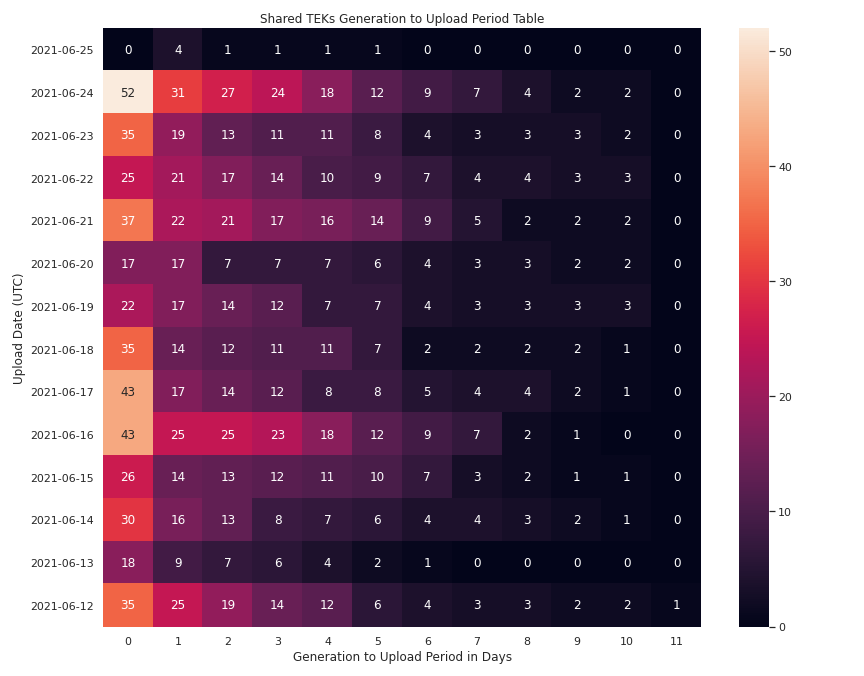 Shared TEKs Generation to Upload Period Table
Upload Date (UTC)
2021-06-25 0 4 1 1 1 1 0 0 0 0 0 0
2021-06-24 52 31 27 24 18 12 9 7 4 2 2 0
2021-06-23 35 19 13 11 11 8 4 3 3 3 2 0
2021-06-22 25 21 17 14 10 9 7 4 4 3 3 0
2021-06-21 37 22 21 17 16 14 9 5 2 2 2 0
2021-06-20 17 17 7 7 7 6 4 3 3 2 2 0
2021-06-19 22 17 14 12 7 7 4 3 3 3 3 0
2021-06-18 35 14 12 11 11 7 2 2 2 2 1 0
2021-06-17 43 17 14 12 8 8 5 4 4 2 1 0
2021-06-16 43 25 25 23 18 12 9 7 2 1 0 0
2021-06-15 26 14 13 12 11 10 7 3 2 1 1 0
2021-06-14 30 16 13 8 7 6 4 4 3 2 1 0
2021-06-13 18 9 7 6 4 2 1 0 0 0 0 0
2021-06-12 35 25 19 14 12 6 4 3 3 2 2 1
0 1 2 3 4 5 6 7 8 9 10 11
Generation to Upload Period in Days
50
40
30
20
10
0